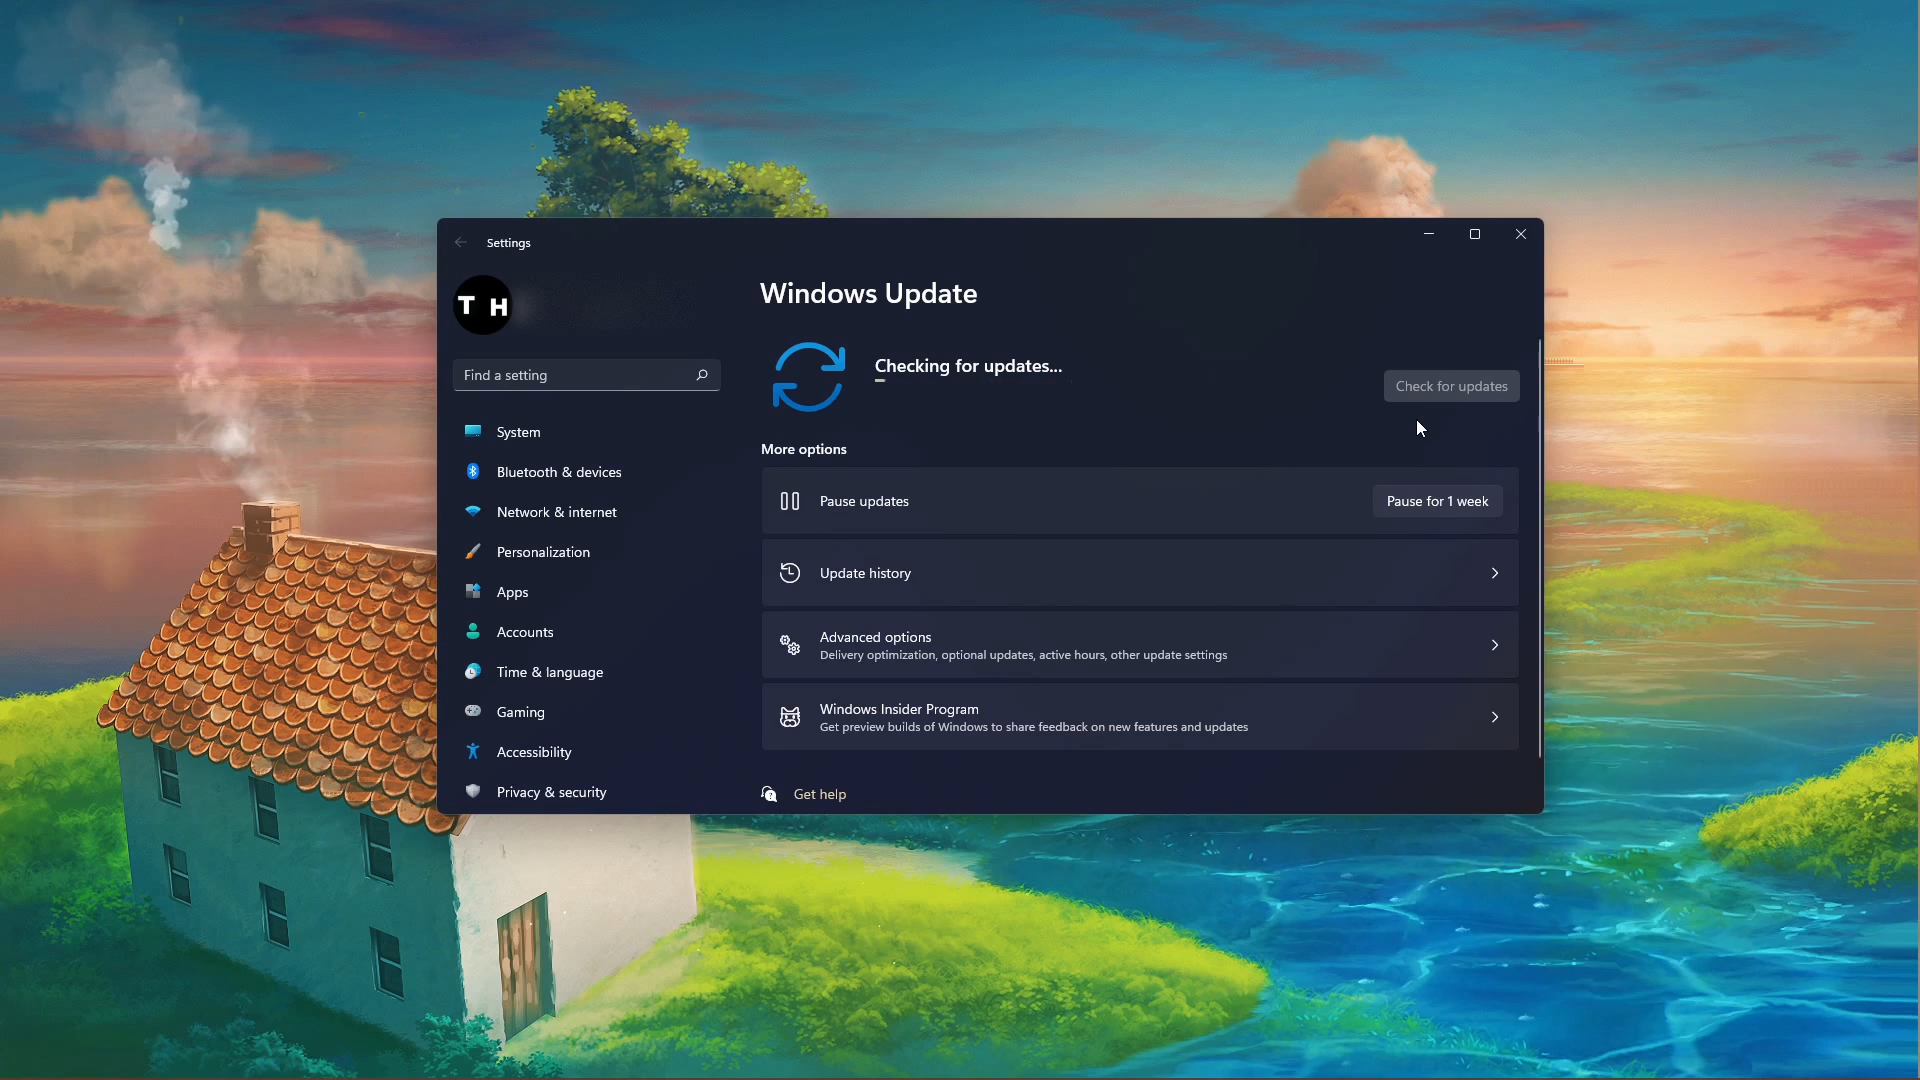 Settings
T H
Find a setting
System
Bluetooth & devices
Network & internet
Personalization
Apps
Accounts
Time & language
Gaming
Accessibility
Privacy & security
Windows Update
Checking for updates...
Check for updates
More options
Pause updates
Pause for 1 week
Update history
Advanced options
Delivery optimization, optional updates, active hours, other update settings
Windows Insider Program
Get preview builds of Windows to share feedback on new features and updates
Get help